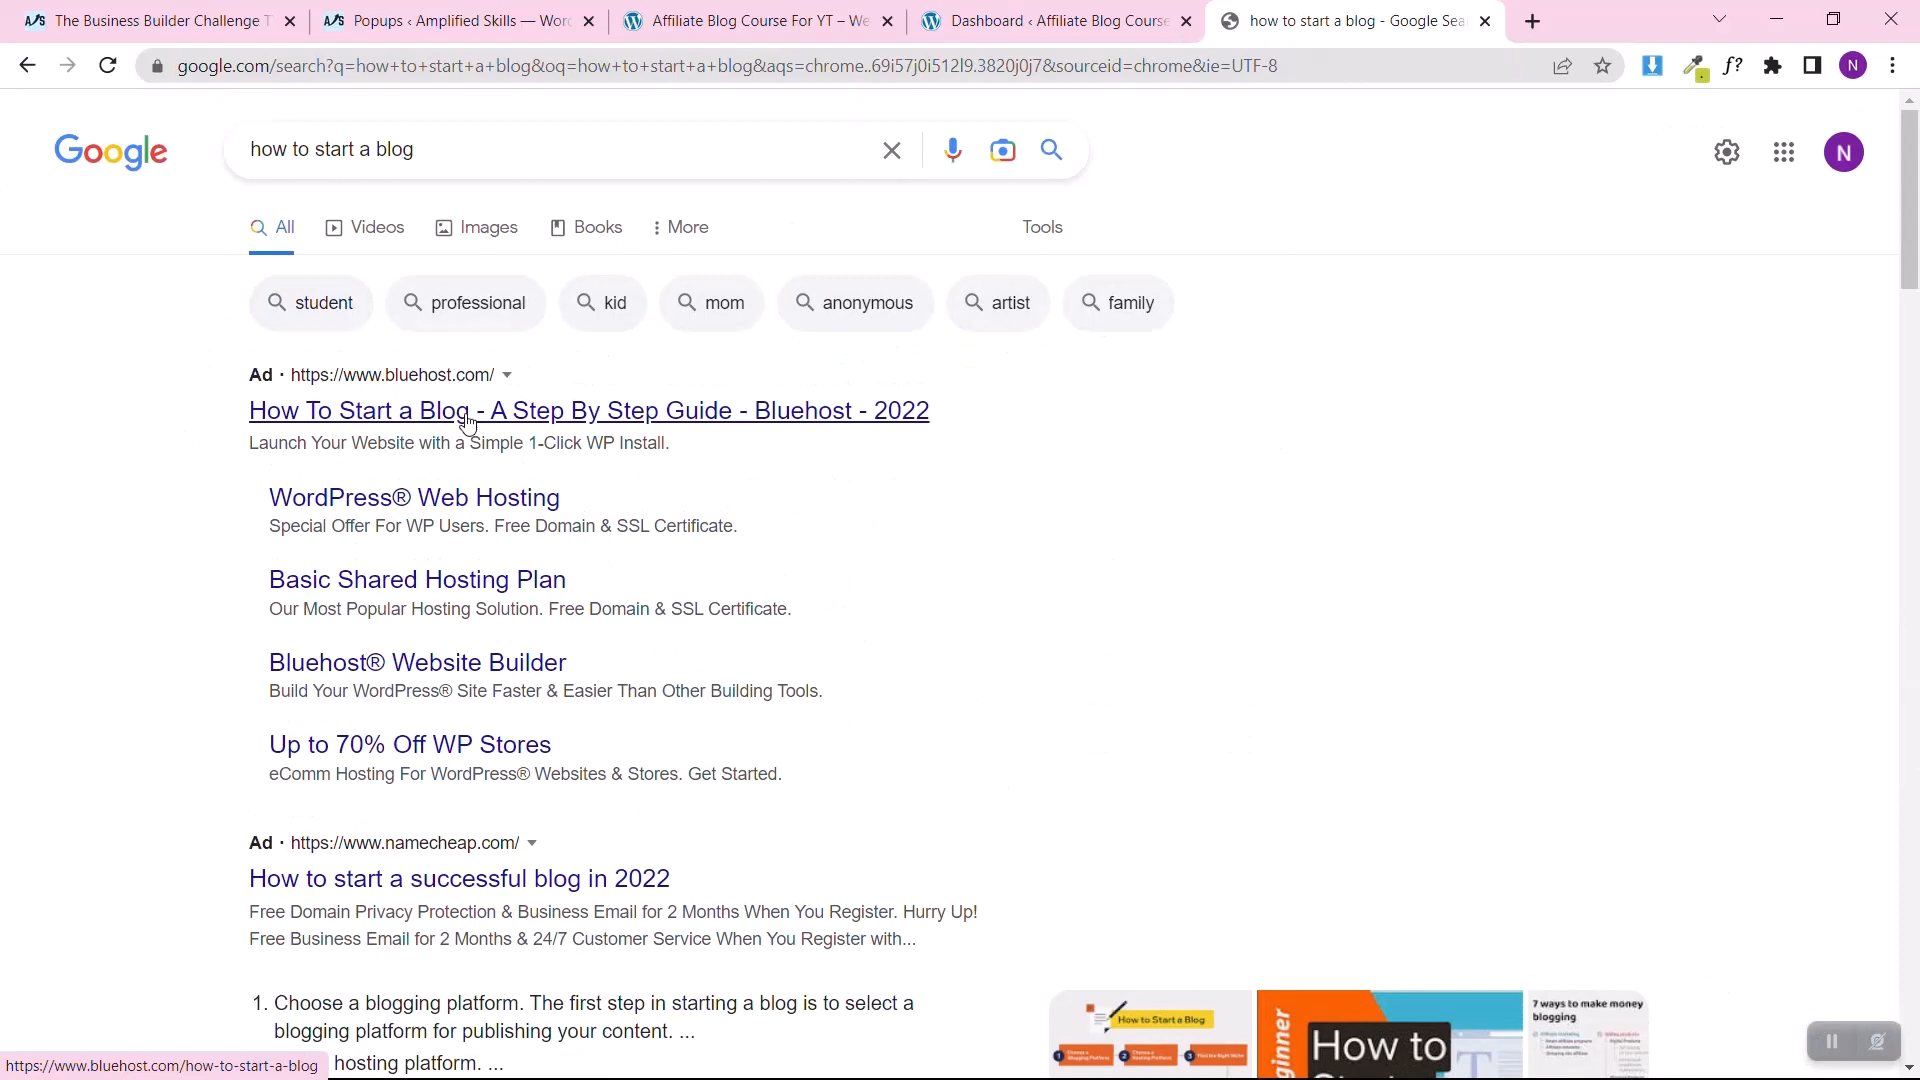 The Business Builder Challenge T
Popups ‹ Amplified Skills — Wor
Affiliate Blog Course For YT – We
Dashboard ‹ Affiliate Blog Course
how to start a blog - Google Sea
google.com/search?q=how+to+start+a+blog&oq=how+to+start+a+blog&aqs=chrome..69i57j0i512l9.3820j0j7&sourceid=chrome&ie=UTF-8
f?
N
Google
how to start a blog
N
All
Videos
Images
Books
More
Tools
student
professional
kid
mom
anonymous
artist
family
Ad · https://www.bluehost.com/
How To Start a Blog - A Step By Step Guide - Bluehost - 2022
Launch Your Website with a Simple 1-Click WP Install.
WordPress® Web Hosting
Special Offer For WP Users. Free Domain & SSL Certificate.
Basic Shared Hosting Plan
Our Most Popular Hosting Solution. Free Domain & SSL Certificate.
Bluehost® Website Builder
Build Your WordPress® Site Faster & Easier Than Other Building Tools.
Up to 70% Off WP Stores
eComm Hosting For WordPress® Websites & Stores. Get Started.
Ad · https://www.namecheap.com/
How to start a successful blog in 2022
Free Domain Privacy Protection & Business Email for 2 Months When You Register. Hurry Up!
Free Business Email for 2 Months & 24/7 Customer Service When You Register with...
1. Choose a blogging platform. The first step in starting a blog is to select a
blogging platform for publishing your content. ...
hosting platform. ...
How to Start a Blog
1
2
3
How to
7 ways to make money
blogging
https://www.bluehost.com/how-to-start-a-blog